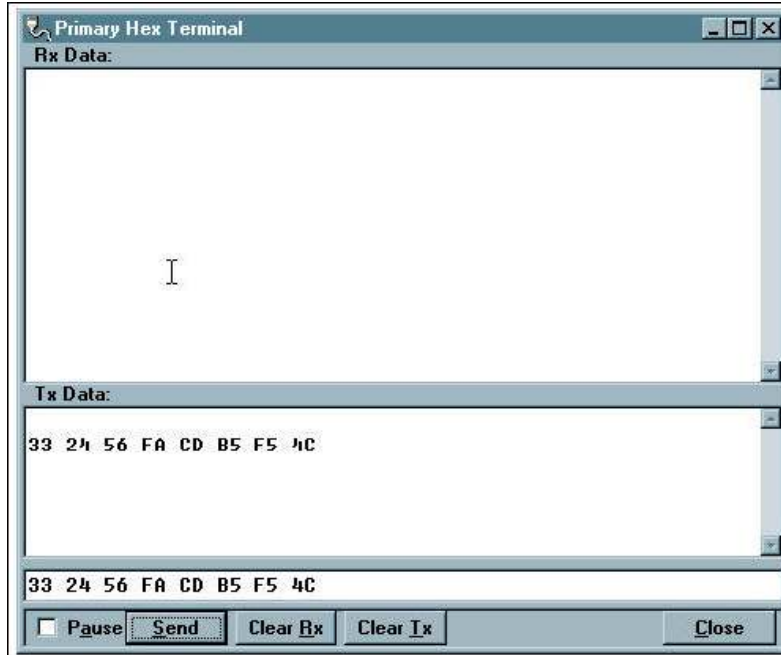 Primary Hex Terminal
Rx Data:
Tx Data:
33 24 56 FA CD B5 F5 4C
33 24 56 FA CD B5 F5 4C
Pause Send Clear Rx Clear Tx Close